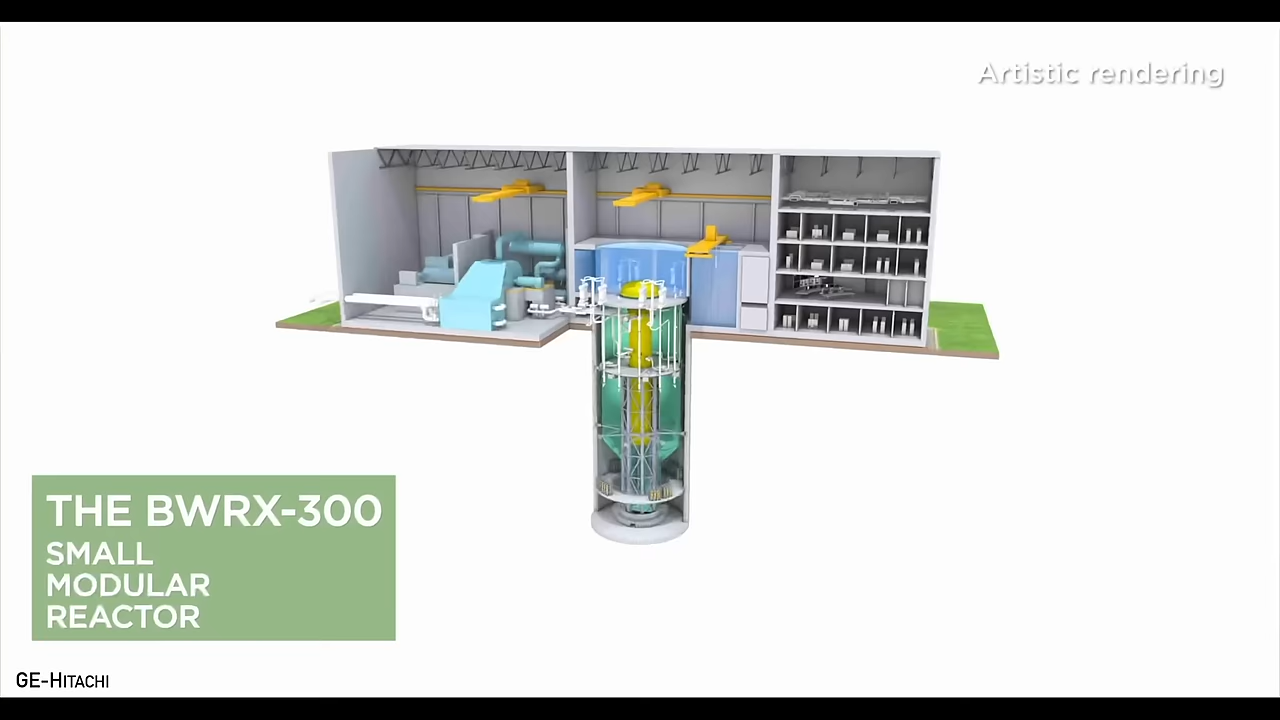 Artistic rendering
THE BWRX-300
SMALL
MODULAR
REACTOR
GE-HITACHI